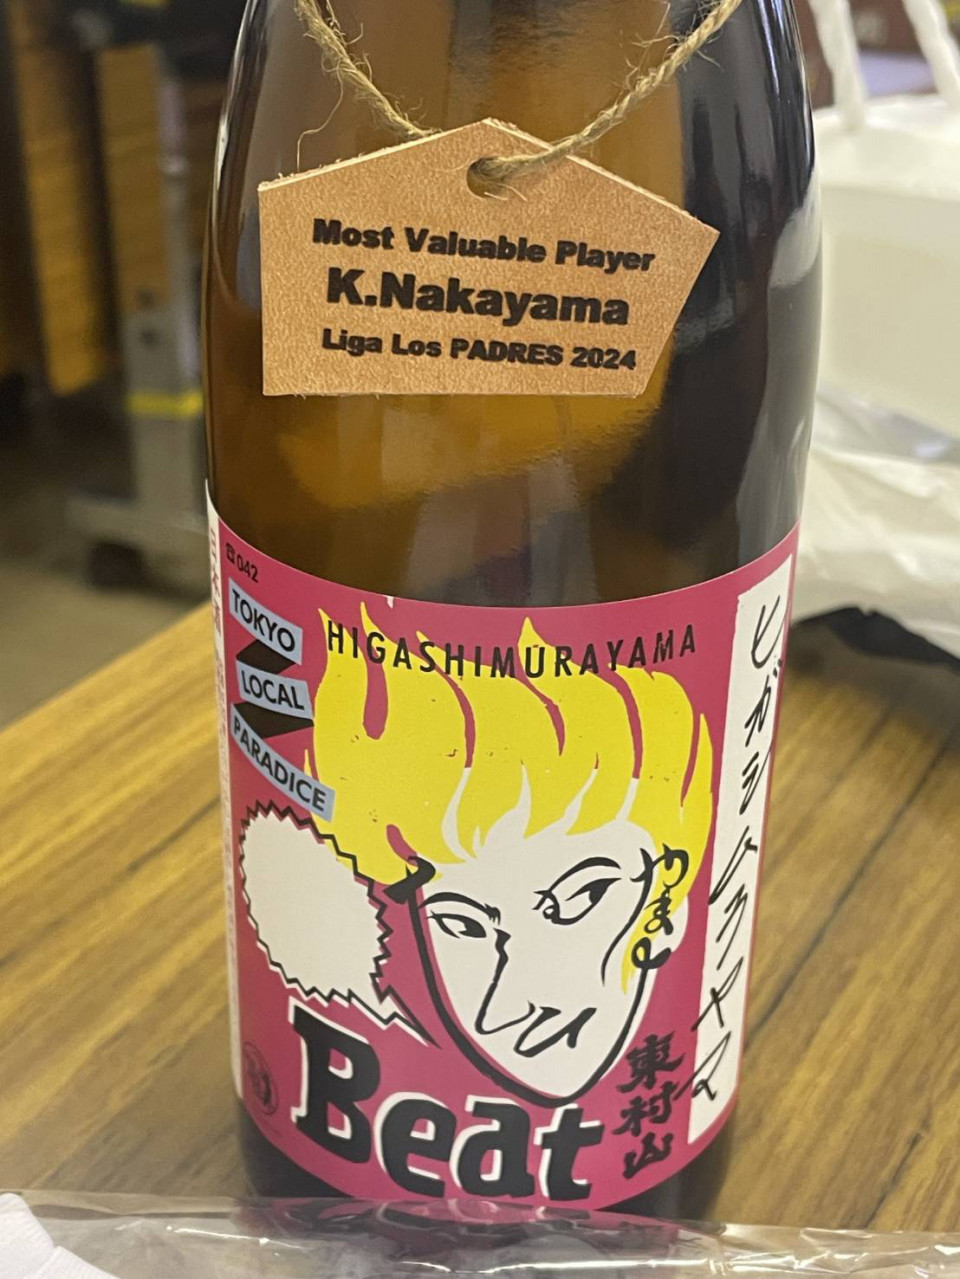 Most Valuable Player
K.Nakayama
Liga Los PADRES 2024
☎042
TOKYO
LOCAL
PARADICE
HIGASHIMURAYAMA
ヒガシムラヤマ
やまと
東村山
Beat